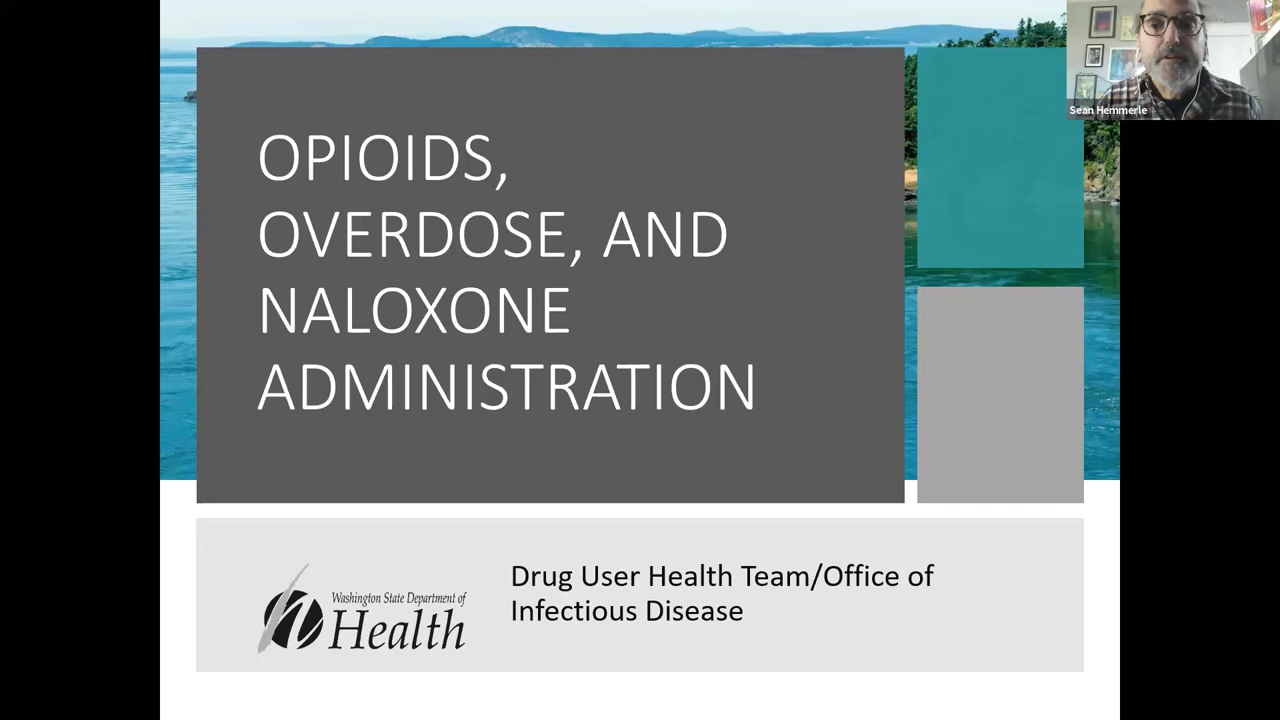 Sean Hemmerle
OPIOIDS,
OVERDOSE, AND
NALOXONE
ADMINISTRATION
Washington State Department of
Health
Drug User Health Team/Office of
Infectious Disease